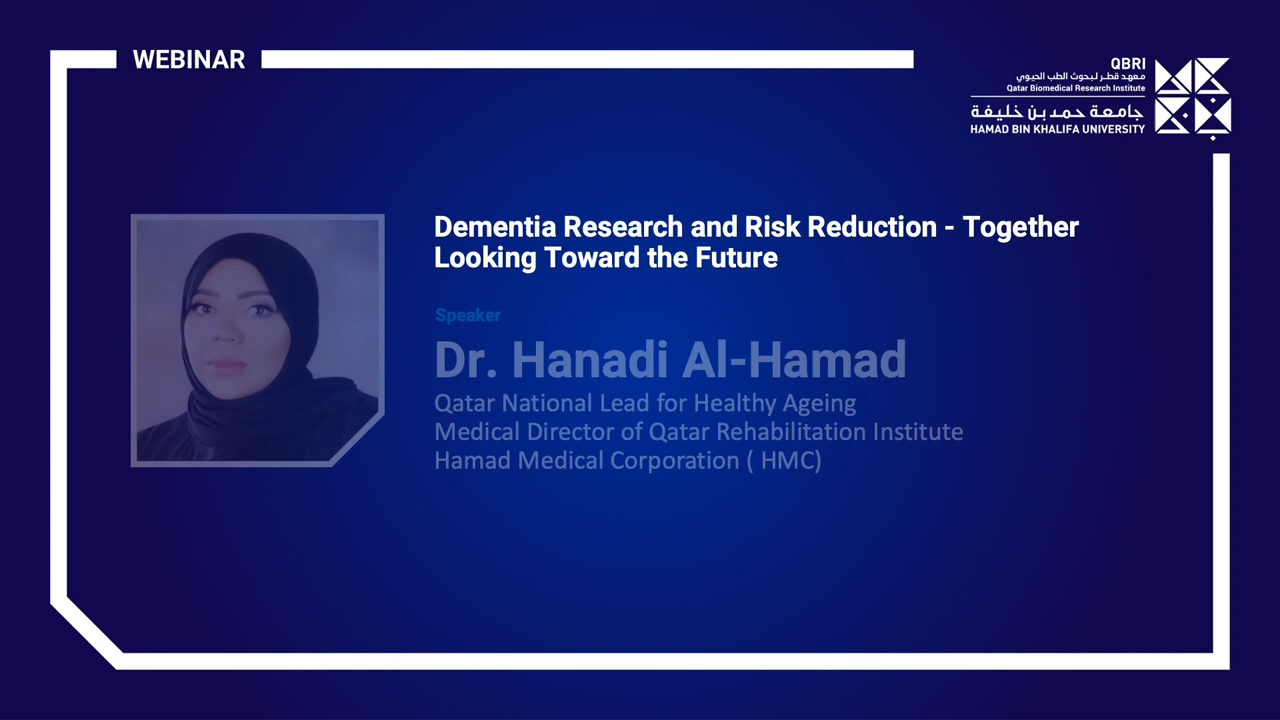 WEBINAR
QBRI
معهد قطر لبحوث الطب الحيوي
Qatar Biomedical Research Institute
جامعة حمد بن خليفة
HAMAD BIN KHALIFA UNIVERSITY
Dementia Research and Risk Reduction - Together
Looking Toward the Future
Speaker
Dr. Hanadi Al-Hamad
Qatar National Lead for Healthy Ageing
Medical Director of Qatar Rehabilitation Institute
Hamad Medical Corporation ( HMC)